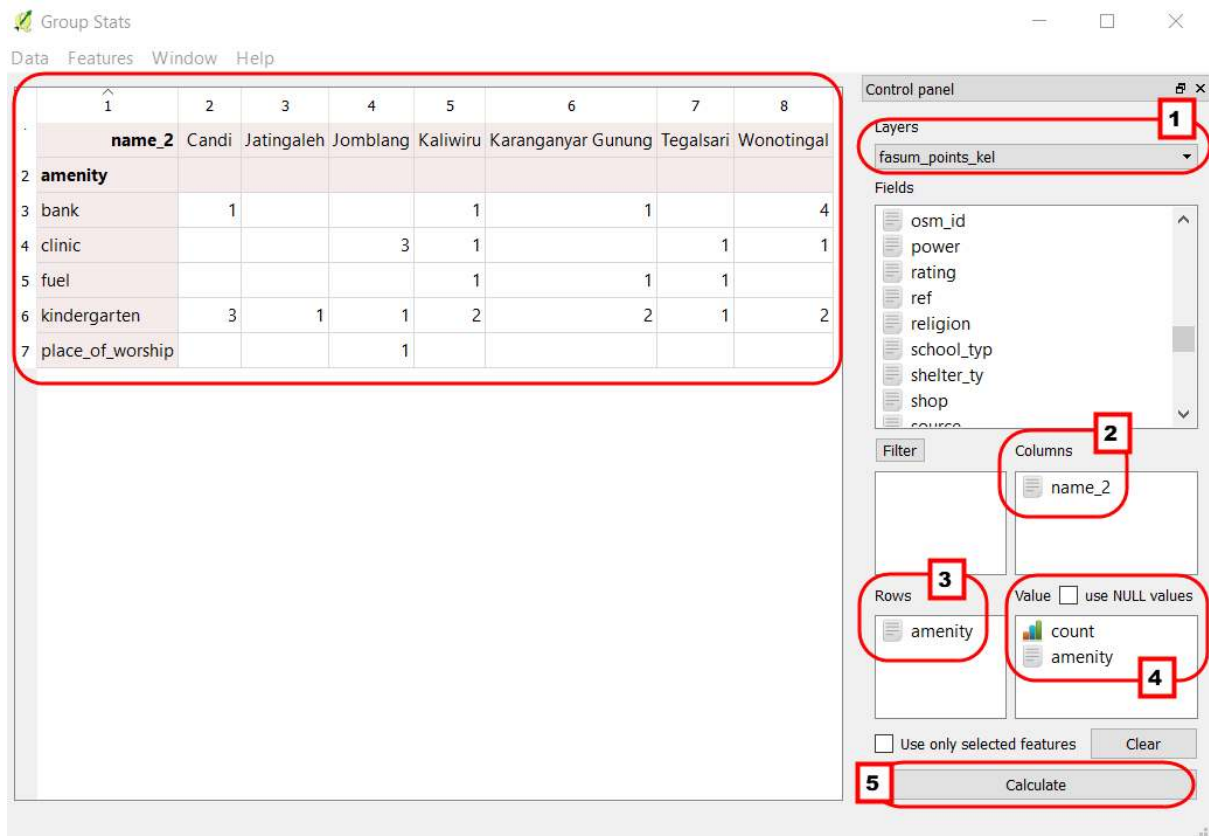 Group Stats
Data Features Window Help
1 2 3 4 5 6 7 8
name_2 Candi Jatingaleh Jomblang Kaliwiru Karanganyar Gunung Tegalsari Wonotingal
2 amenity
3 bank 1 1 1 4
4 clinic 3 1 1 1
5 fuel 1 1 1
6 kindergarten 3 1 1 2 2 1 2
7 place_of_worship 1
Control panel
Layers
1
fasum_points_kel
Fields
osm_id
power
rating
ref
religion
school_typ
shelter_ty
shop
source
Filter Columns
2
name_2
3
Rows
amenity
Value use NULL values
count
amenity
4
Use only selected features Clear
5 Calculate